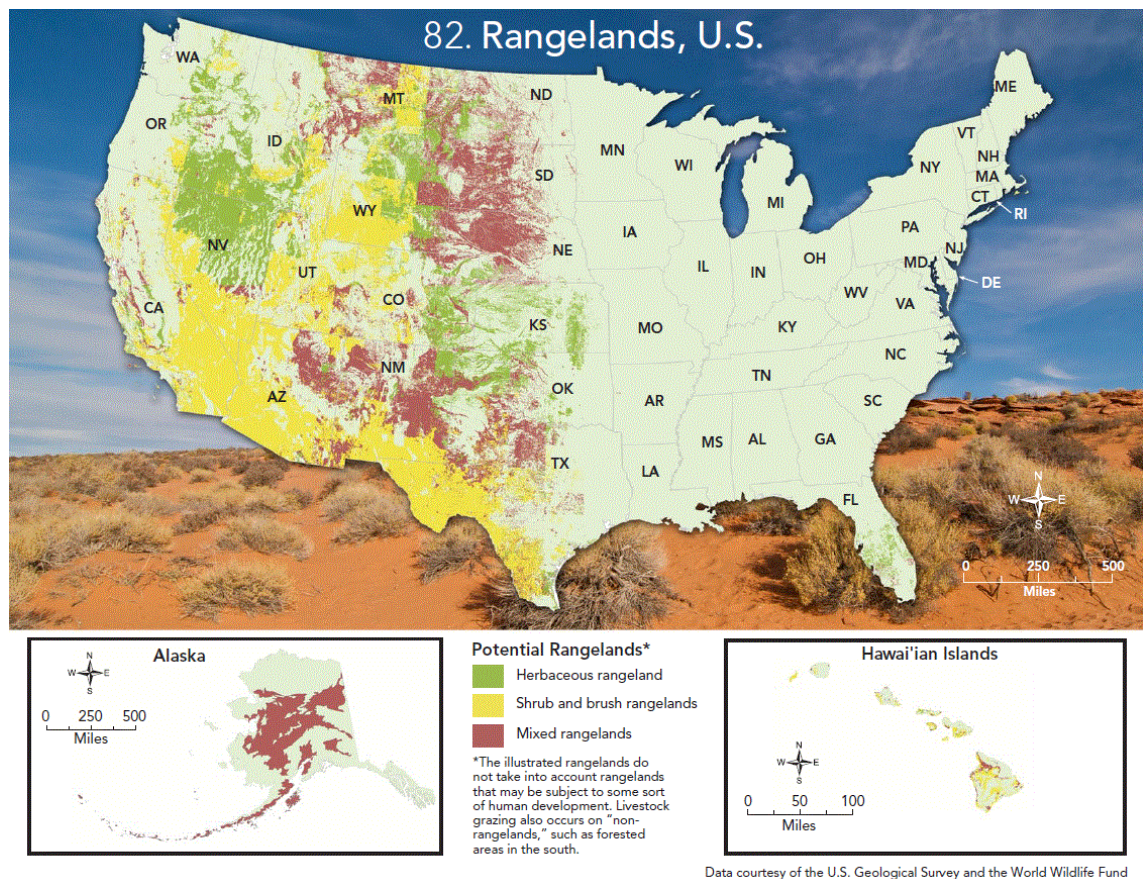 82. Rangelands, U.S.
WA
MT
ND
ME
OR
ID
MN
VT
WI
NY
NH
SD
MA
MI
CT
WY
RI
IA
PA
NV
NE
NJ
OH
UT
IL
IN
MD
DE
CO
WV
VA
CA
KS
MO
KY
NC
NM
TN
OK
AZ
AR
SC
MS
AL
GA
TX
LA
FL
N
W E
S
0 250 500
Miles
Alaska
N
W E
S
0 250 500
Miles
Potential Rangelands*
Herbaceous rangeland
Shrub and brush rangelands
Mixed rangelands
*The illustrated rangelands do
not take into account rangelands
that may be subject to some sort
of human development. Livestock
grazing also occurs on “non-
rangelands,” such as forested
areas in the south.
Hawai'ian Islands
N
W E
S
0 50 100
Miles
Data courtesy of the U.S. Geological Survey and the World Wildlife Fund